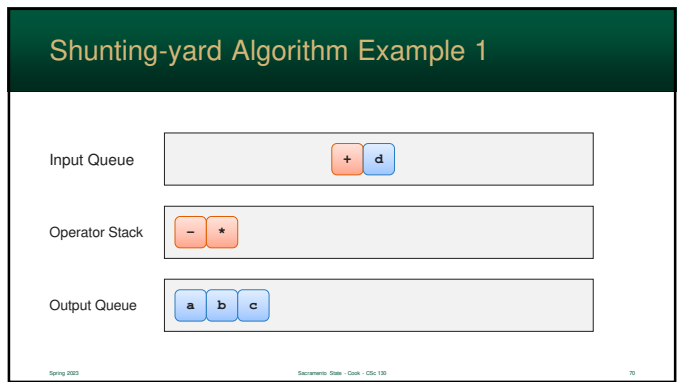 Shunting-yard Algorithm Example 1
Input Queue + d
Operator Stack - *
Output Queue a b c
Spring 2023 Sacramento State - Cook - CSc 130 70